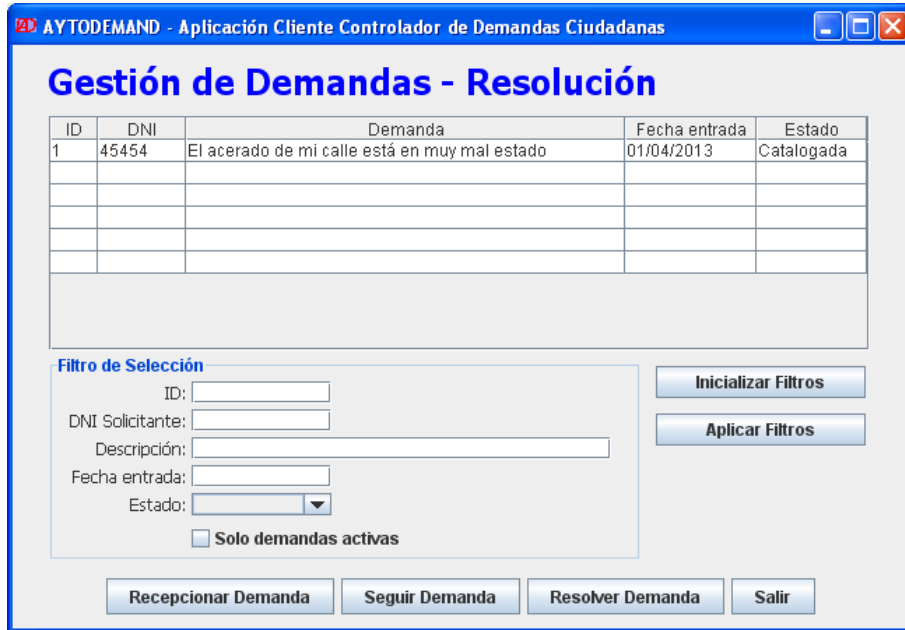 AYTODEMAND - Aplicación Cliente Controlador de Demandas Ciudadanas
Gestión de Demandas - Resolución
ID DNI Demanda Fecha entrada Estado
1 45454 El acerado de mi calle está en muy mal estado 01/04/2013 Catalogada
Filtro de Selección
ID:
DNI Solicitante:
Descripción:
Fecha entrada:
Estado:
Solo demandas activas
Inicializar Filtros
Aplicar Filtros
Recepcionar Demanda Seguir Demanda Resolver Demanda Salir